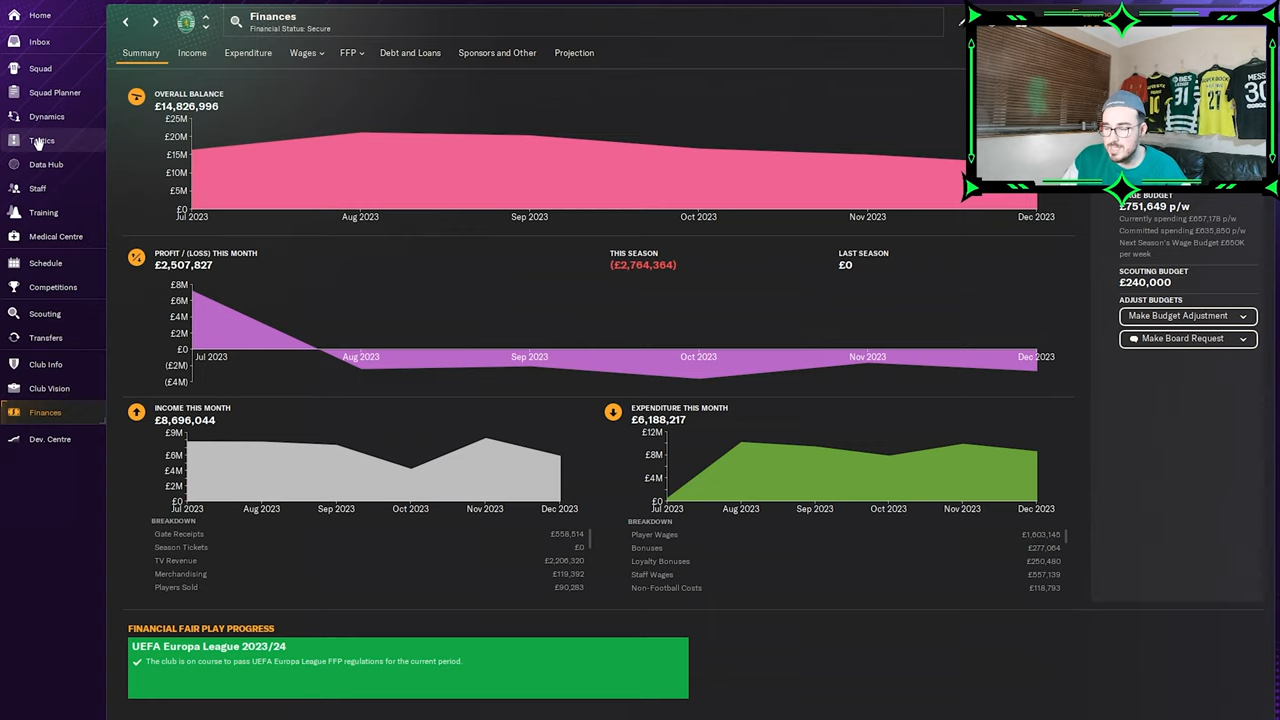 Home
Inbox
Squad
Squad Planner
Dynamics
Tactics
Data Hub
Staff
Training
Medical Centre
Schedule
Competitions
Scouting
Transfers
Club Info
Club Vision
Finances
Dev. Centre
Finances
Financial Status: Secure
Summary
Income
Expenditure
Wages
FFP
Debt and Loans
Sponsors and Other
Projection
OVERALL BALANCE
£14,826,996
£25M
£20M
£15M
£10M
£5M
£0
Jul 2023
Aug 2023
Sep 2023
Oct 2023
Nov 2023
Dec 2023
PROFIT / (LOSS) THIS MONTH
£2,507,827
THIS SEASON
(£2,764,364)
LAST SEASON
£0
£8M
£6M
£4M
£2M
£0
(£2M)
(£4M)
Jul 2023
Aug 2023
Sep 2023
Oct 2023
Nov 2023
Dec 2023
INCOME THIS MONTH
£8,696,044
£9M
£6M
£4M
£2M
£0
Jul 2023
Aug 2023
Sep 2023
Oct 2023
Nov 2023
Dec 2023
BREAKDOWN
Gate Receipts £558,514
Season Tickets £0
TV Revenue £2,206,320
Merchandising £119,392
Players Sold £90,283
EXPENDITURE THIS MONTH
£6,188,217
£12M
£8M
£4M
£0
Jul 2023
Aug 2023
Sep 2023
Oct 2023
Nov 2023
Dec 2023
BREAKDOWN
Player Wages £1,603,145
Bonuses £277,064
Loyalty Bonuses £250,480
Staff Wages £557,139
Non-Football Costs £118,793
FINANCIAL FAIR PLAY PROGRESS
UEFA Europa League 2023/24
The club is on course to pass UEFA Europa League FFP regulations for the current period.
£751,649 p/w
Currently spending £657,178 p/w
Committed spending £635,850 p/w
Next Season's Wage Budget £650K
per week
SCOUTING BUDGET
£240,000
ADJUST BUDGETS
Make Budget Adjustment
Make Board Request
10
BES
31
SUPER BOCK
21
MESS
30